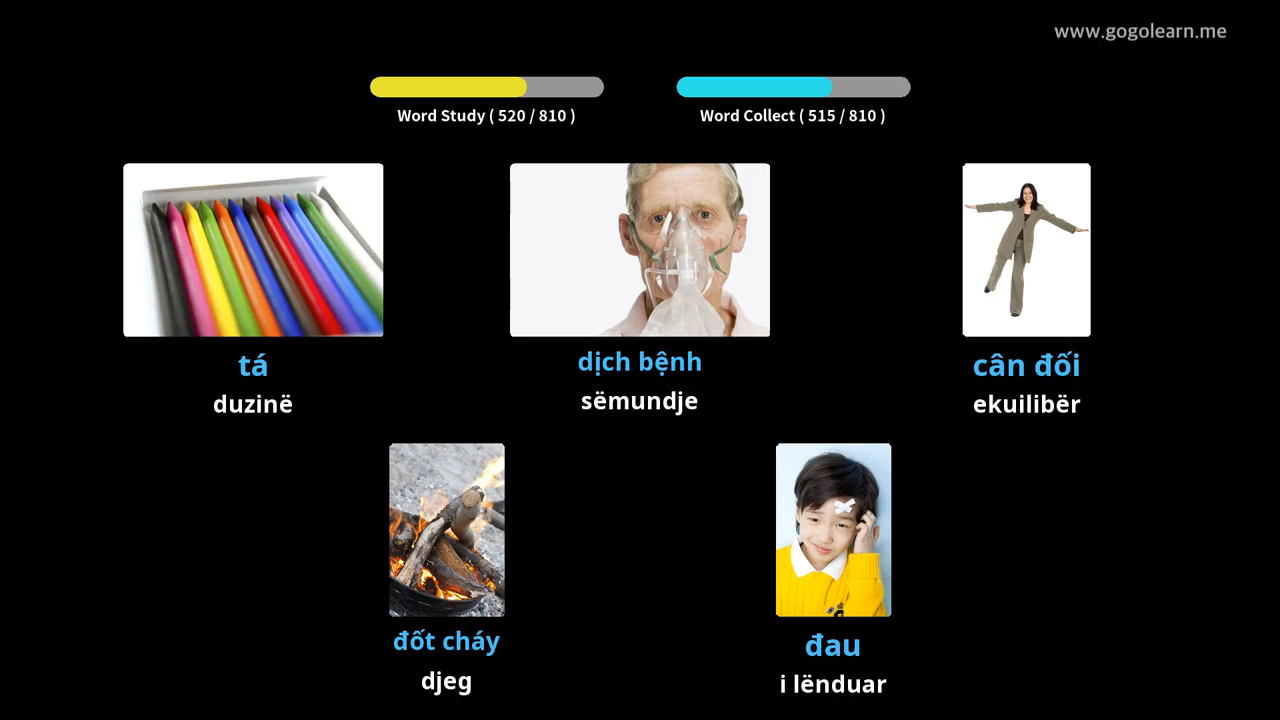 www.gogolearn.me
Word Study ( 520 / 810 )
Word Collect ( 515 / 810 )
tá
duzinë
dịch bệnh
sëmundje
cân đối
ekuilibër
đốt cháy
djeg
đau
i lënduar